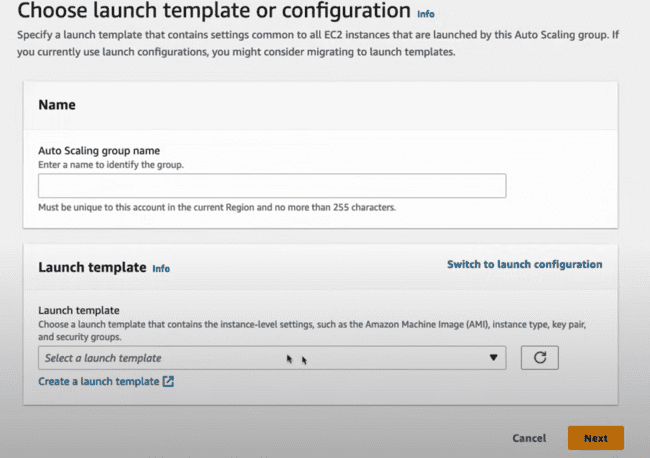 Choose launch template or configuration Info
Specify a launch template that contains settings common to all EC2 instances that are launched by this Auto Scaling group. If
you currently use launch configurations, you might consider migrating to launch templates.
Name
Auto Scaling group name
Enter a name to identify the group.
Must be unique to this account in the current Region and no more than 255 characters.
Launch template Info
Switch to launch configuration
Launch template
Choose a launch template that contains the instance-level settings, such as the Amazon Machine Image (AMI), instance type, key pair,
and security groups.
Select a launch template
Create a launch template
Cancel
Next